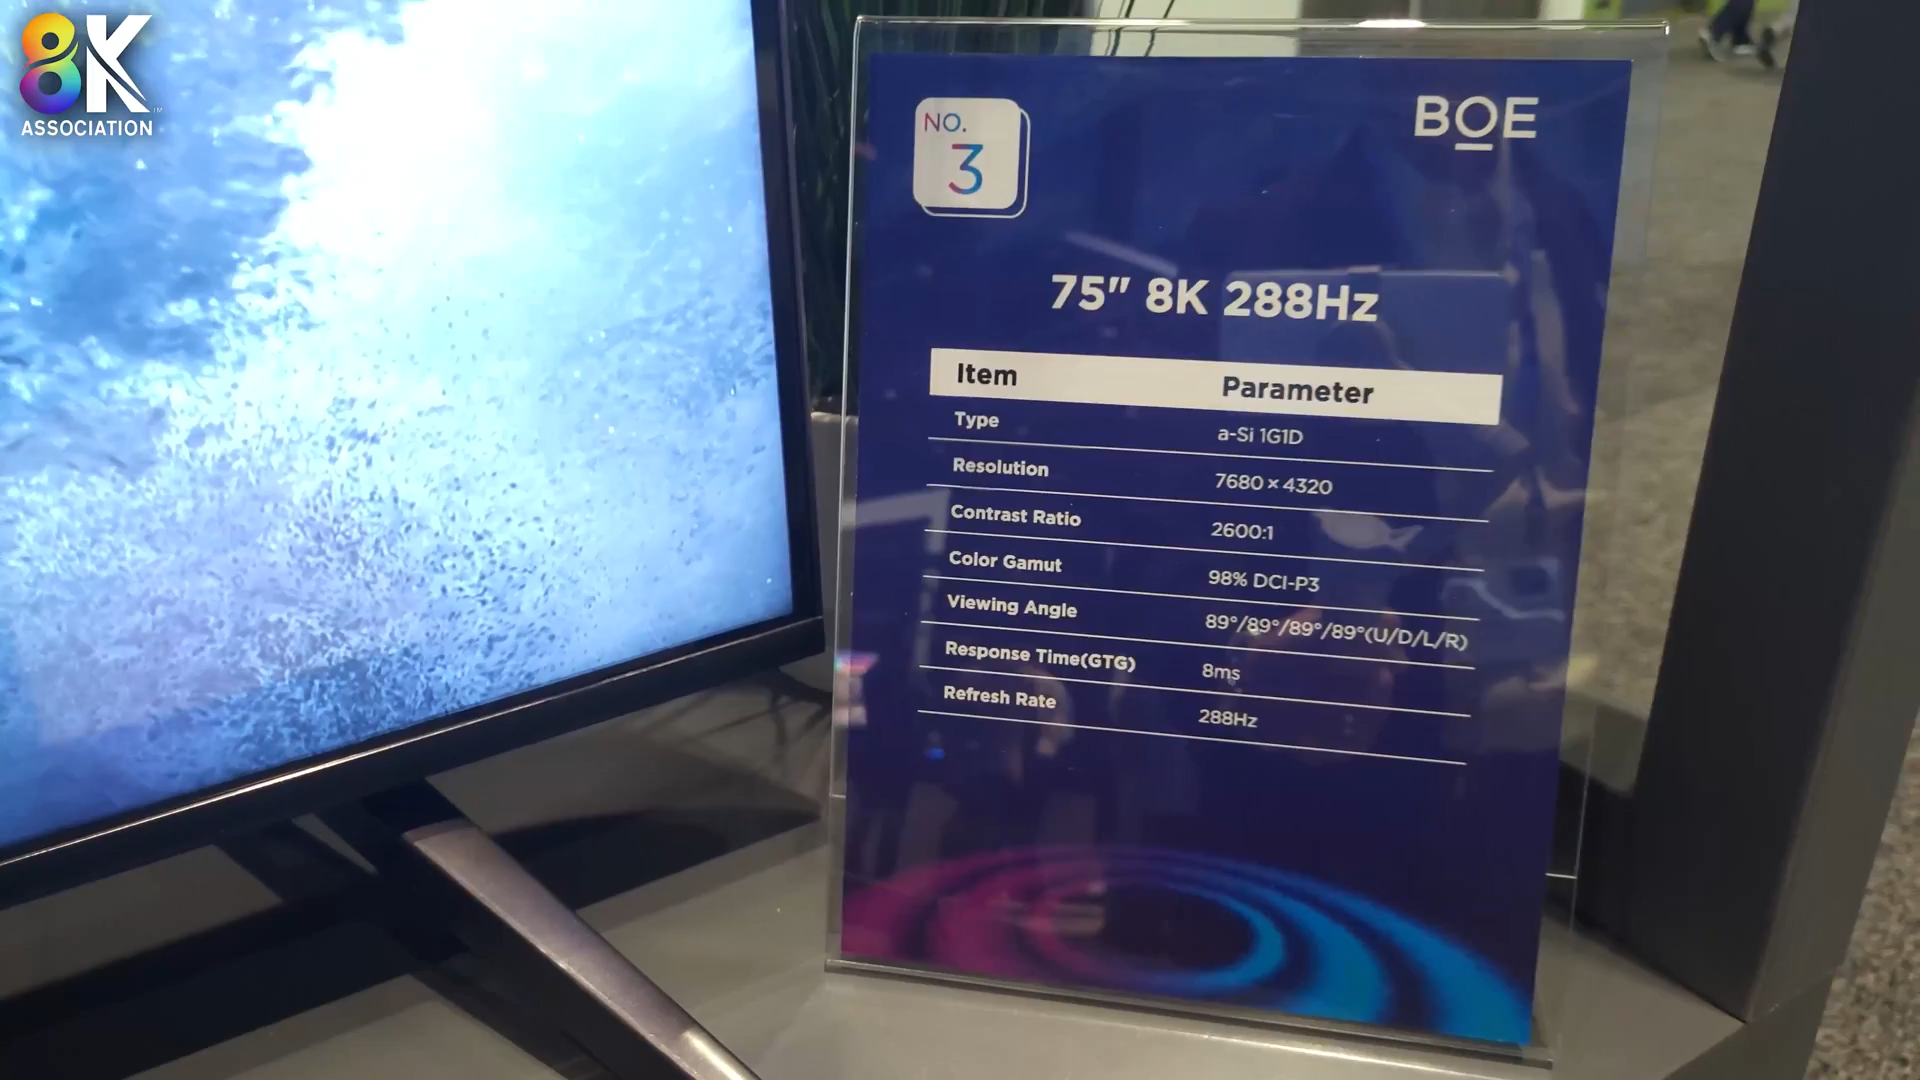 8K
ASSOCIATION
NO.
3
BOE
75" 8K 288Hz
Item Parameter
Type a-Si 1G1D
Resolution 7680×4320
Contrast Ratio 2600:1
Color Gamut 98% DCI-P3
Viewing Angle 89°/89°/89°/89°(U/D/L/R)
Response Time(GTG) 8ms
Refresh Rate 288Hz